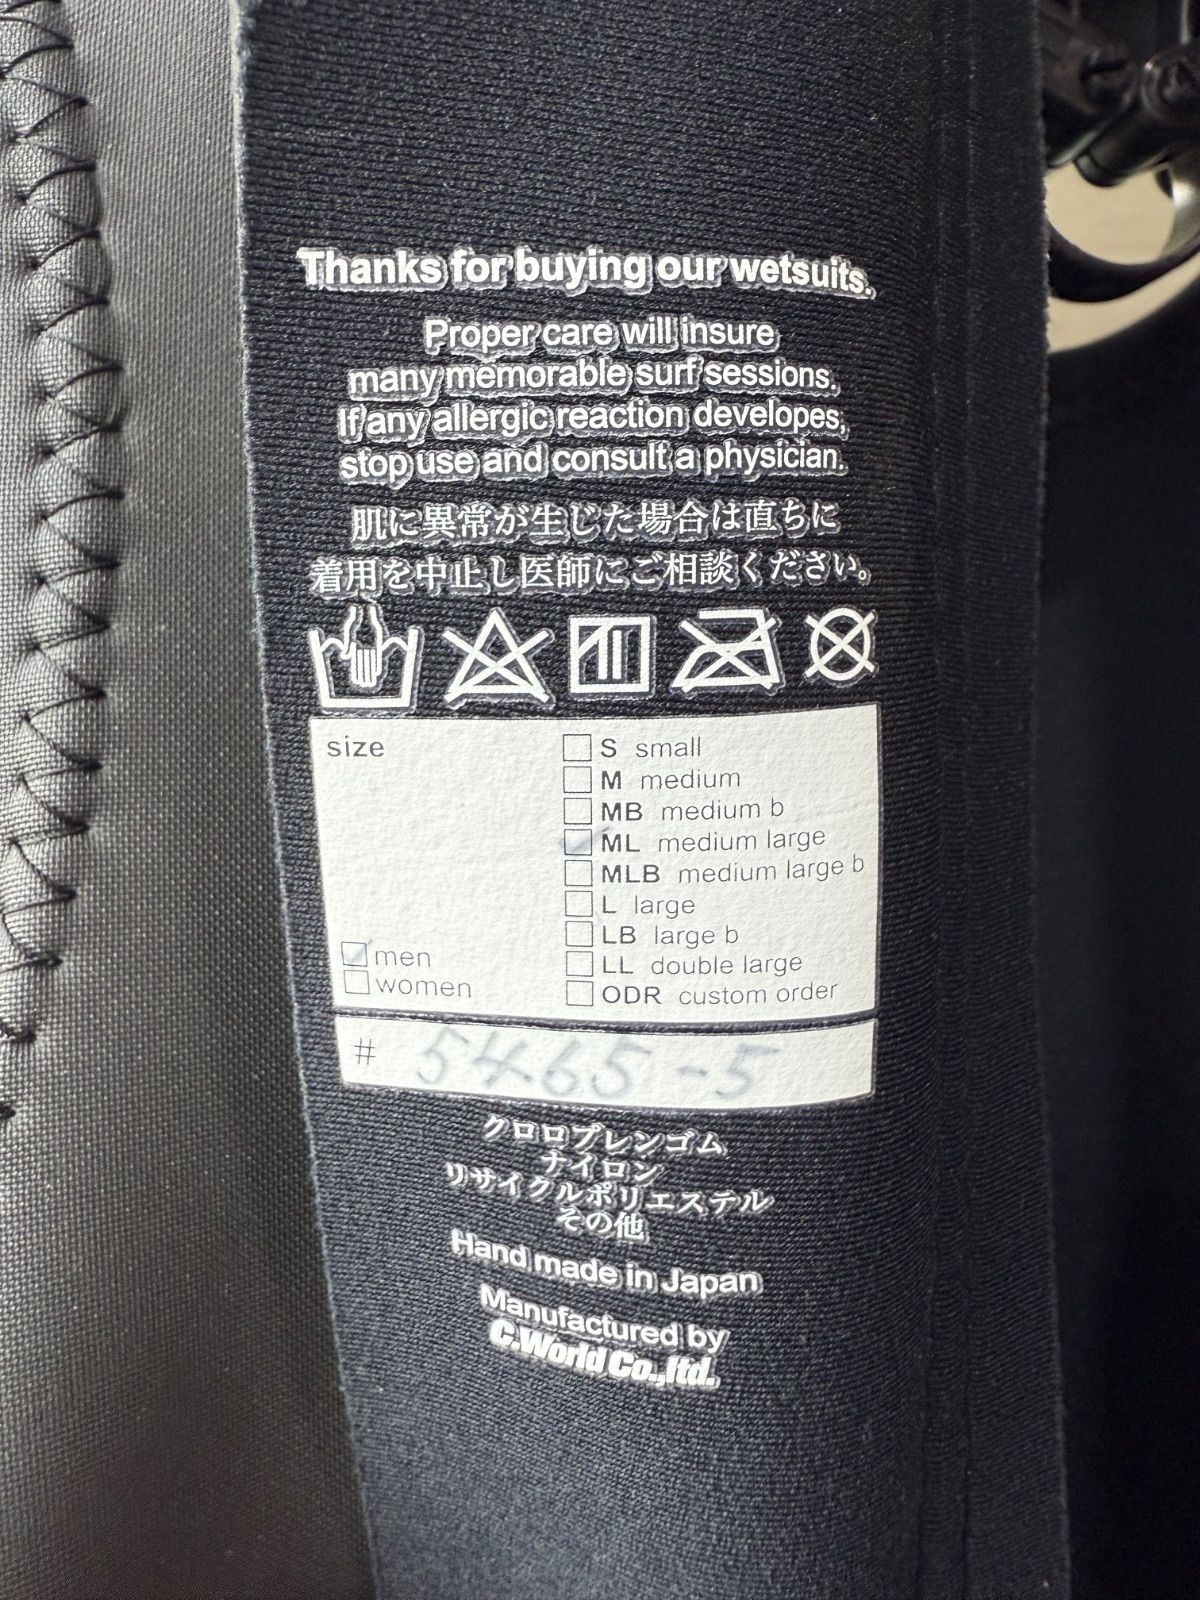 Thanks for buying our wetsuits.
Proper care will insure
many memorable surf sessions.
If any allergic reaction developes,
stop use and consult a physician.
肌に異常が生じた場合は直ちに
着用を中止し医師にご相談ください。
size
S small
M medium
MB medium b
ML medium large
MLB medium large b
L large
LB large b
LL double large
ODR custom order
men
women
# 5465-5
クロロプレンゴム
ナイロン
リサイクルポリエステル
その他
Hand made in Japan
Manufactured by
C.World Co.,ltd.